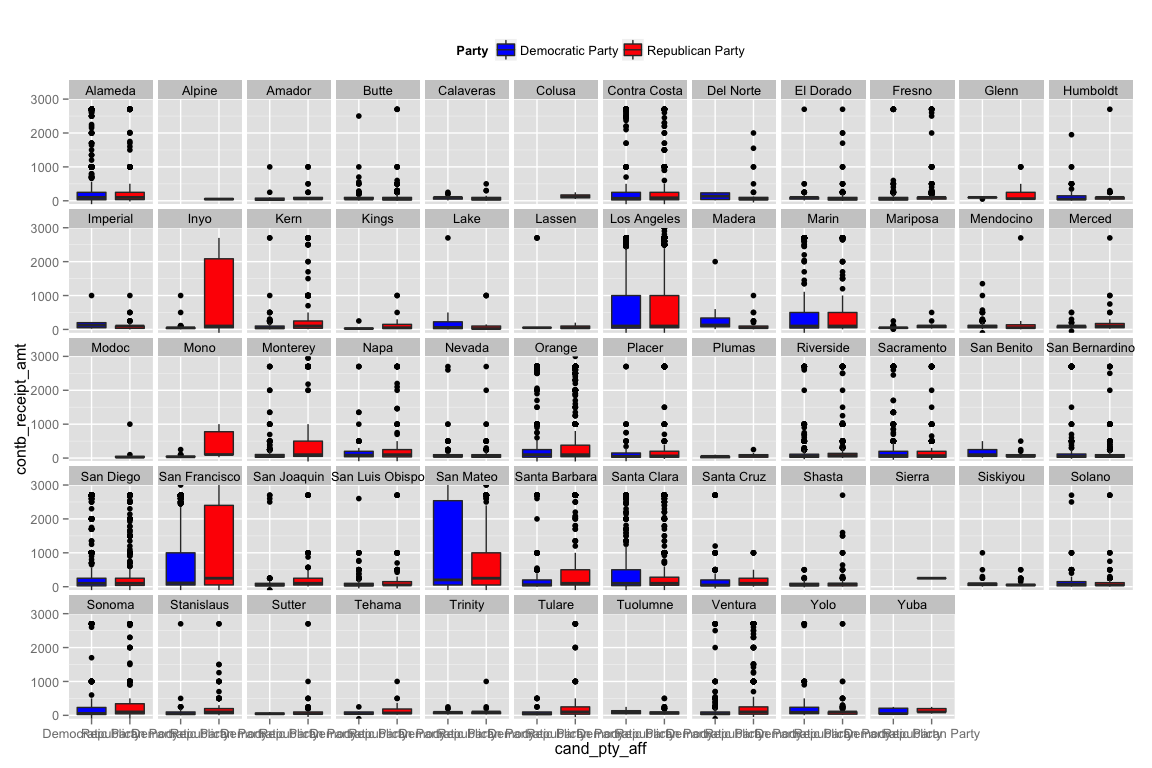 Party Democratic Party Republican Party
Alameda Alpine Amador Butte Calaveras Colusa Contra Costa Del Norte El Dorado Fresno Glenn Humboldt
3000
2000
1000
0
Imperial Inyo Kern Kings Lake Lassen Los Angeles Madera Marin Mariposa Mendocino Merced
3000
2000
1000
0
Modoc Mono Monterey Napa Nevada Orange Placer Plumas Riverside Sacramento San Benito San Bernardino
3000
2000
1000
0
contb_receipt_amt
San Diego San Francisco San Joaquin San Luis Obispo San Mateo Santa Barbara Santa Clara Santa Cruz Shasta Sierra Siskiyou Solano
3000
2000
1000
0
Sonoma Stanislaus Sutter Tehama Trinity Tulare Tuolumne Ventura Yolo Yuba
3000
2000
1000
0
cand_pty_aff